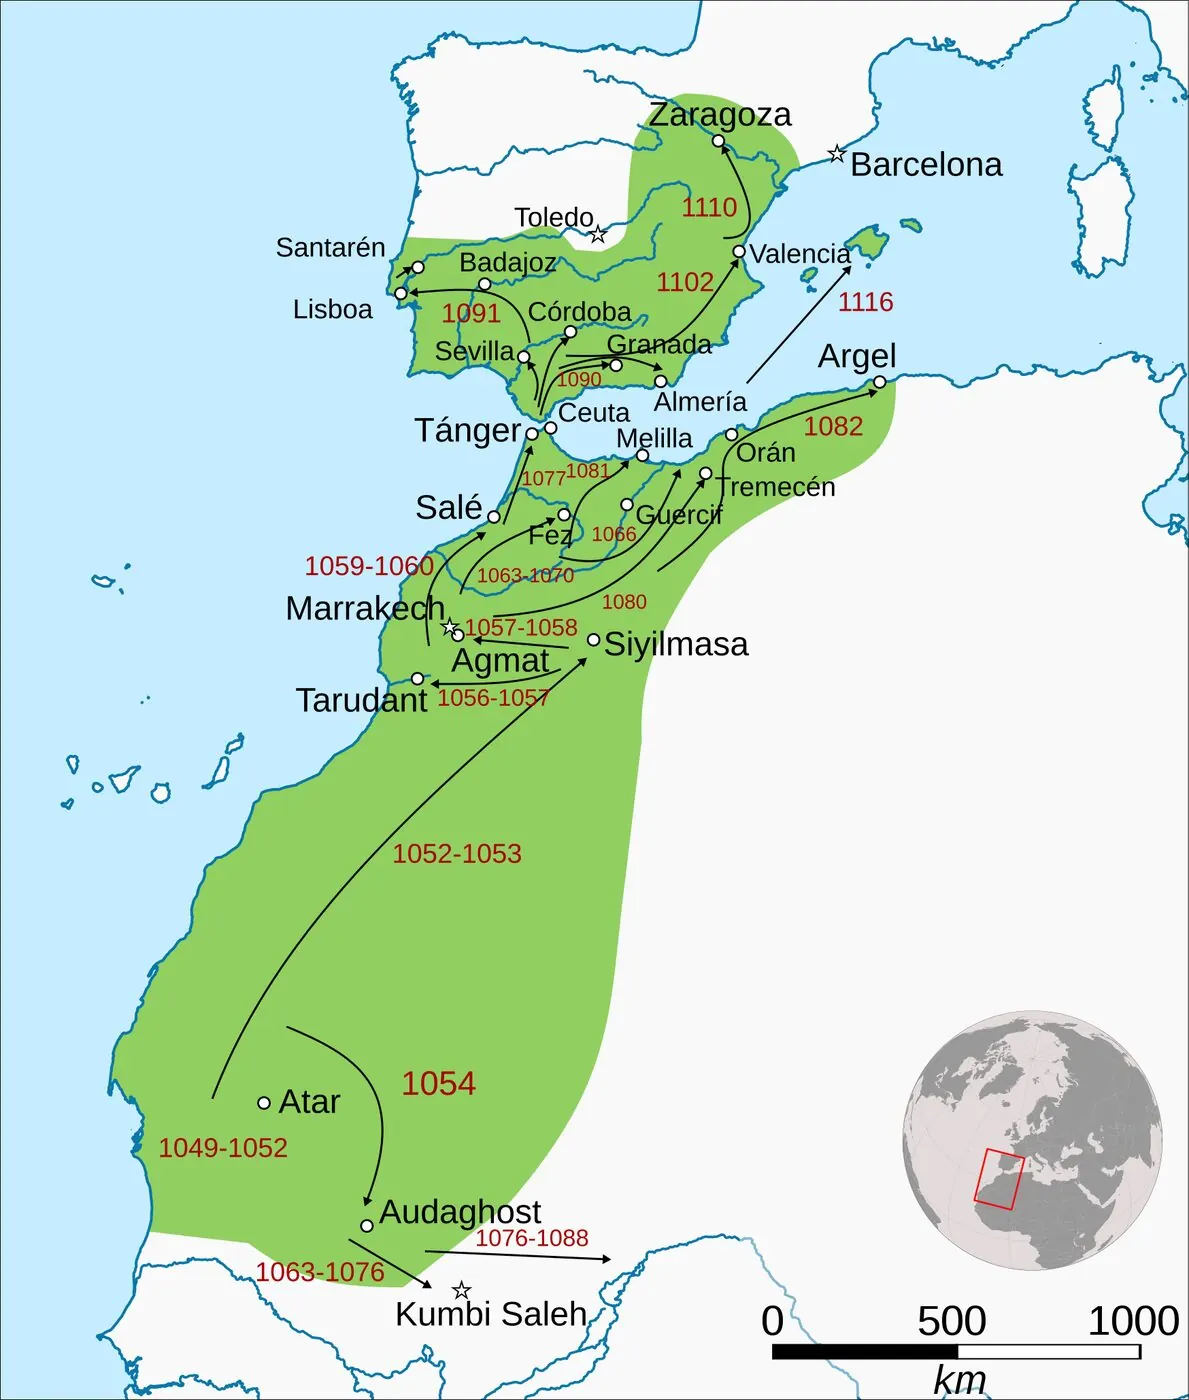 Zaragoza
Barcelona
1110
Toledo
Santarén
Badajoz
Valencia
1102
1116
Lisboa
1091
Córdoba
Sevilla
Granada
Argel
1090
Almería
Ceuta
Tánger
Melilla
1082
Orán
1077
1081
Tremecén
Salé
Guercif
Fez
1066
1059-1060
1063-1070
1080
Marrakech
1057-1058
Agmat
Siyilmasa
Tarudant
1056-1057
1052-1053
1054
Atar
1049-1052
Audaghost
1076-1088
1063-1076
Kumbi Saleh
0 500 1000
km